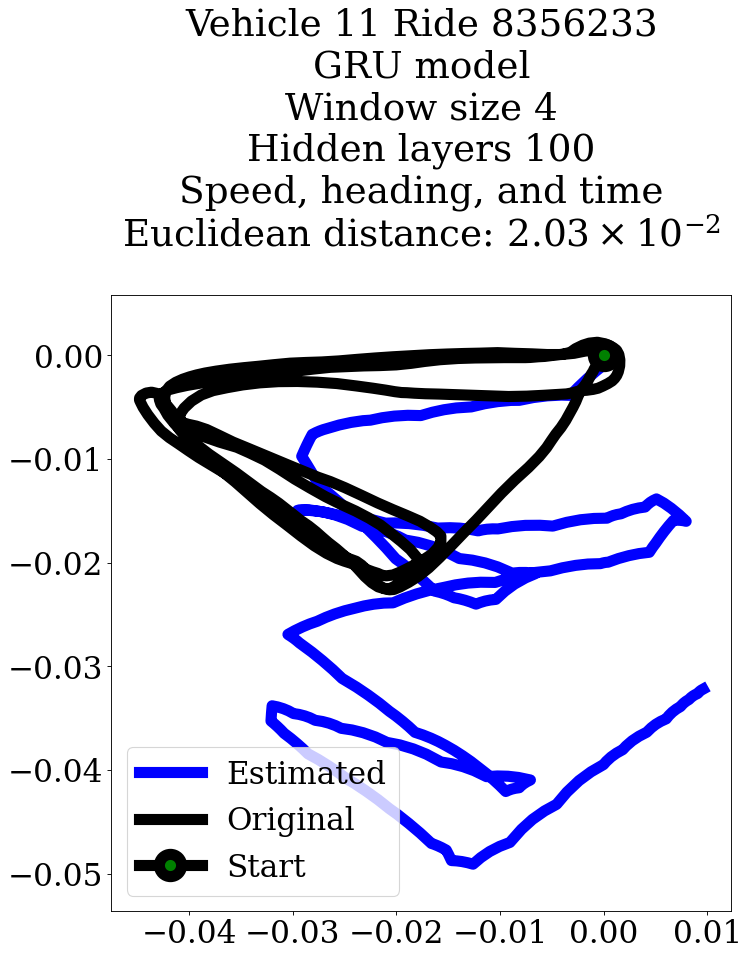 Vehicle 11 Ride 8356233
GRU model
Window size 4
Hidden layers 100
Speed, heading, and time
Euclidean distance: 2.03 × 10⁻²
0.00
−0.01
−0.02
−0.03
−0.04
−0.05
Estimated
Original
Start
−0.04 −0.03 −0.02 −0.01 0.00 0.01